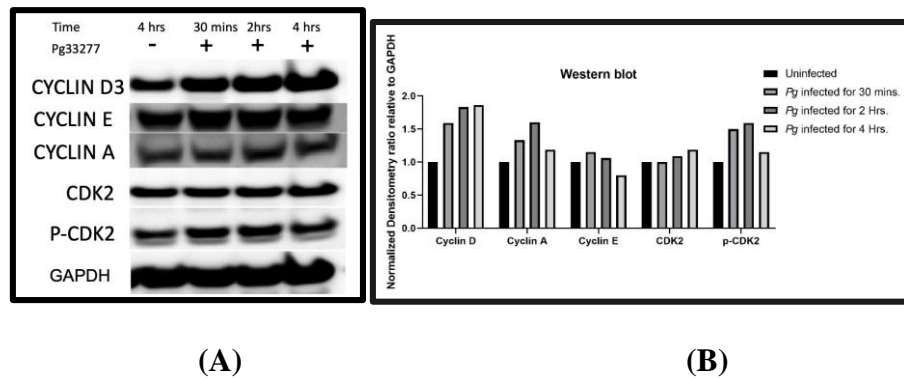 Time 4 hrs 30 mins 2hrs 4 hrs
Pg33277 - + + +
CYCLIN D3
CYCLIN E
CYCLIN A
CDK2
P-CDK2
GAPDH
(A)
Western blot
Normalized Densitometry ratio relative to GAPDH
2.0
1.5
1.0
0.5
0.0
Cyclin D Cyclin A Cyclin E CDK2 p-CDK2
Uninfected
Pg infected for 30 mins.
Pg infected for 2 Hrs.
Pg infected for 4 Hrs.
(B)